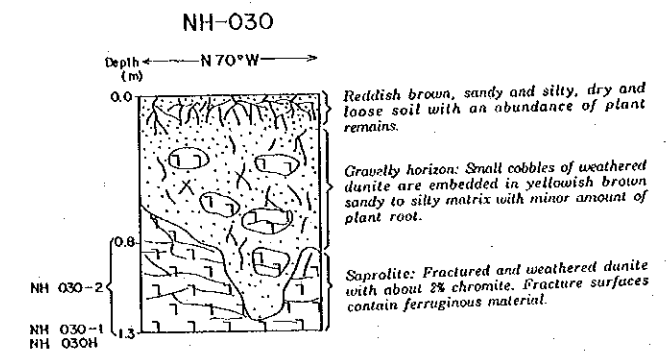 NH-030
Depth
(m)
N 70°W
0.0
Reddish brown, sandy and silty, dry and
loose soil with an abundance of plant
remains.
Gravelly horizon: Small cobbles of weathered
dunite are embedded in yellowish brown
sandy to silty matrix with minor amount of
plant root.
0.8
Saprolite: Fractured and weathered dunite
with about 2% chromite. Fracture surfaces
contain ferruginous material.
NH 030-2
NH 030-1
NH 030H
1.3